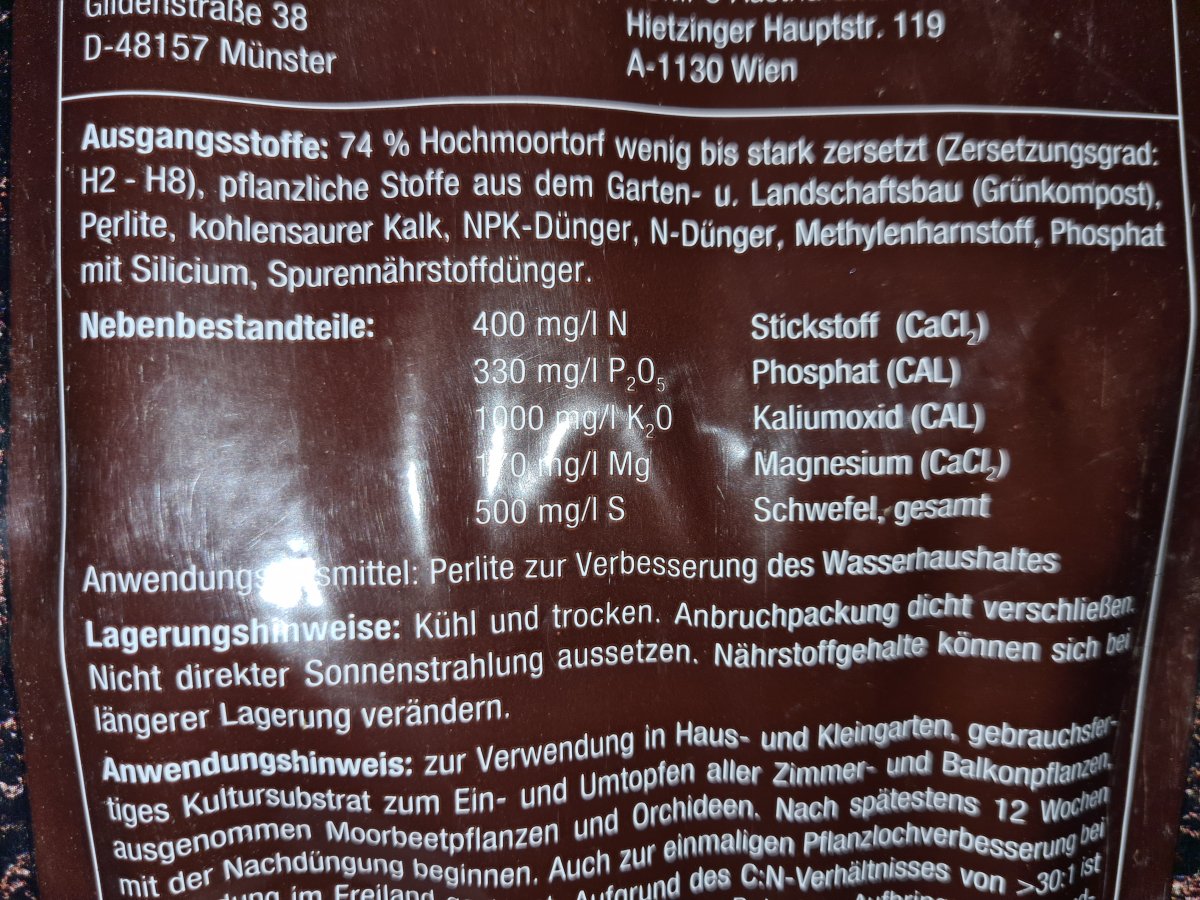 Gildenstraße 38
D-48157 Münster
Hietzinger Hauptstr. 119
A-1130 Wien
Ausgangsstoffe: 74 % Hochmoortorf wenig bis stark zersetzt (Zersetzungsgrad:
H2 - H8), pflanzliche Stoffe aus dem Garten- u. Landschaftsbau (Grünkompost),
Perlite, kohlensaurer Kalk, NPK-Dünger, N-Dünger, Methylenharnstoff, Phosphat
mit Silicium, Spurennährstoffdünger.
Nebenbestandteile: 400 mg/l N Stickstoff (CaCl₂)
330 mg/l P₂O₅ Phosphat (CAL)
1000 mg/l K₂O Kaliumoxid (CAL)
170 mg/l Mg Magnesium (CaCl₂)
500 mg/l S Schwefel, gesamt
smittel: Perlite zur Verbesserung des Wasserhaushaltes
Lagerungshinweise: Kühl und trocken. Anbruchpackung dicht verschließen.
Nicht direkter Sonnenstrahlung aussetzen. Nährstoffgehalte können sich bei
längerer Lagerung verändern.
Anwendungshinweis: zur Verwendung in Haus- und Kleingarten, gebrauchsfer-
tiges Kultursubstrat zum Ein- und Umtopfen aller Zimmer- und Balkonpflanzen,
ausgenommen Moorbeetpflanzen und Orchideen. Nach spätestens 12 Wochen
mit der Nachdüngung beginnen. Auch zur einmaligen Pflanzlochverbesserung bei
im Freiland Aufgrund des C:N-Verhältnisses von >30:1 ist